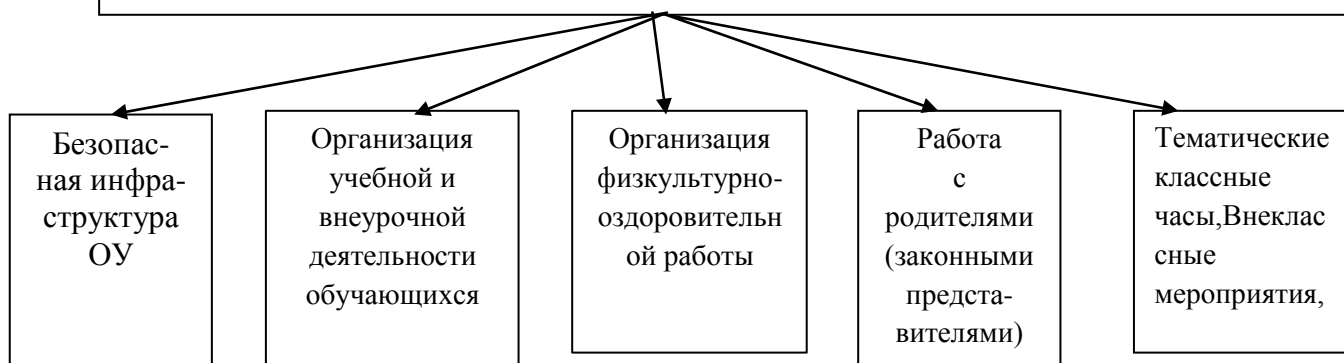 Безопас-
ная инфра-
структура
ОУ
Организация
учебной и
внеурочной
деятельности
обучающихся
Организация
физкультурно-
оздоровительн
ой работы
Работа
с
родителями
(законными
предста-
вителями)
Тематические
классные
часы,Внеклас
сные
мероприятия,